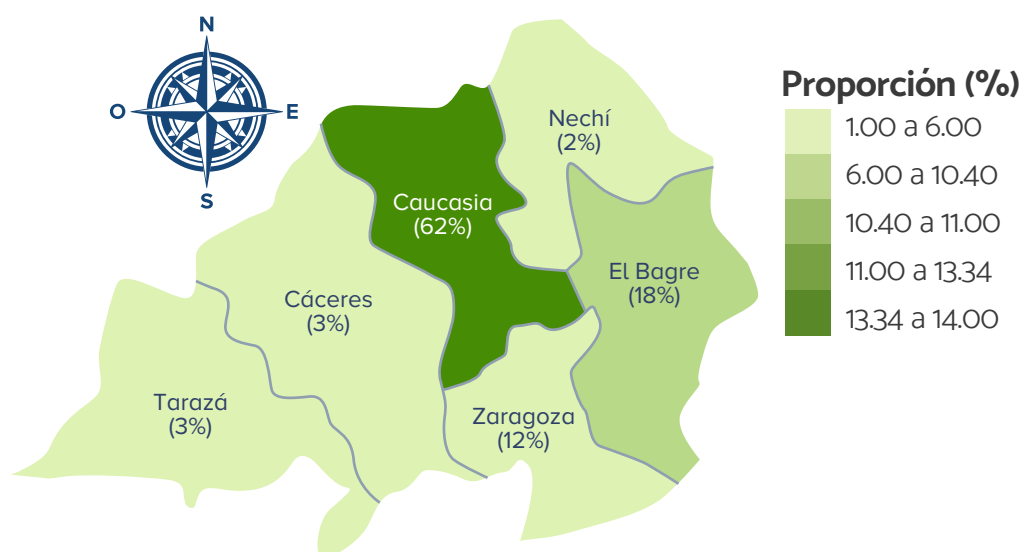 N
O
E
S
Nechí
(2%)
Caucasia
(62%)
El Bagre
(18%)
Cáceres
(3%)
Tarazá
(3%)
Zaragoza
(12%)
Proporción (%)
1.00 a 6.00
6.00 a 10.40
10.40 a 11.00
11.00 a 13.34
13.34 a 14.00